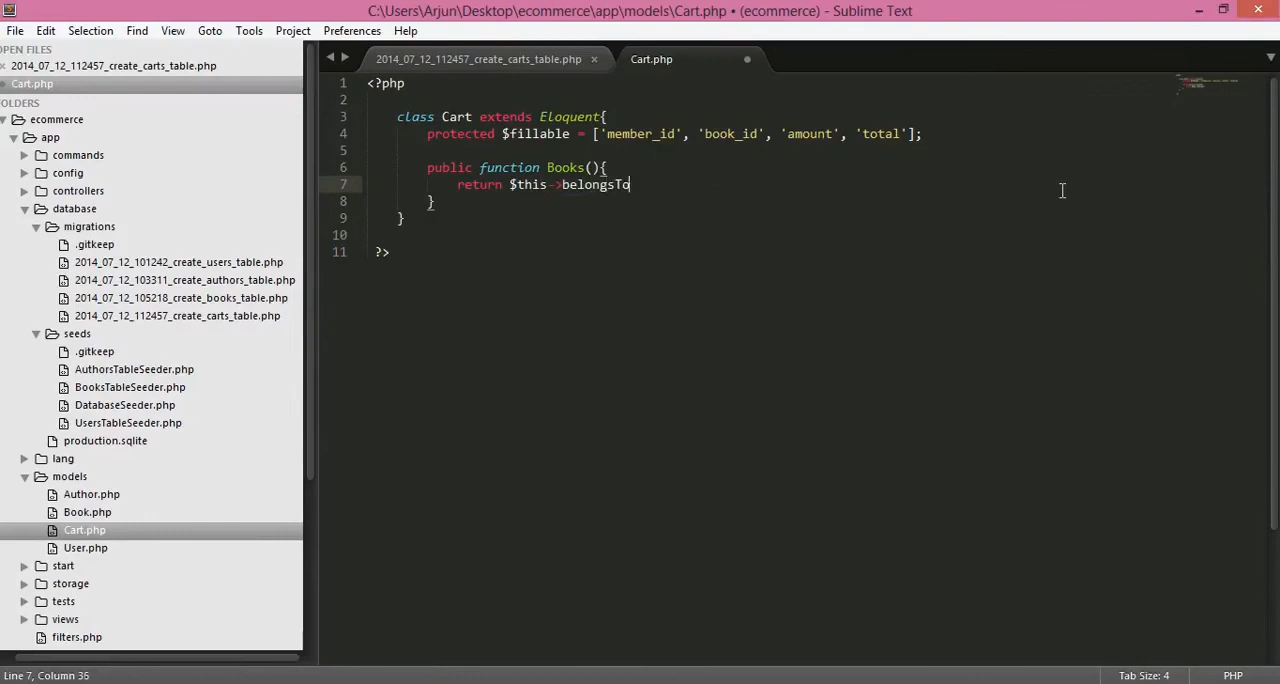 C:\Users\Arjun\Desktop\ecommerce\app\models\Cart.php • (ecommerce) - Sublime Text
File Edit Selection Find View Goto Tools Project Preferences Help
OPEN FILES
2014_07_12_112457_create_carts_table.php
Cart.php
FOLDERS
ecommerce
app
commands
config
controllers
database
migrations
.gitkeep
2014_07_12_101242_create_users_table.php
2014_07_12_103311_create_authors_table.php
2014_07_12_105218_create_books_table.php
2014_07_12_112457_create_carts_table.php
seeds
.gitkeep
AuthorsTableSeeder.php
BooksTableSeeder.php
DatabaseSeeder.php
UsersTableSeeder.php
production.sqlite
lang
models
Author.php
Book.php
Cart.php
User.php
start
storage
tests
views
filters.php
2014_07_12_112457_create_carts_table.php × Cart.php •
1 <?php
2
3 class Cart extends Eloquent{
4 protected $fillable = ['member_id', 'book_id', 'amount', 'total'];
5
6 public function Books(){
7 return $this->belongsTo
8 }
9 }
10
11 ?>
Line 7, Column 35 Tab Size: 4 PHP